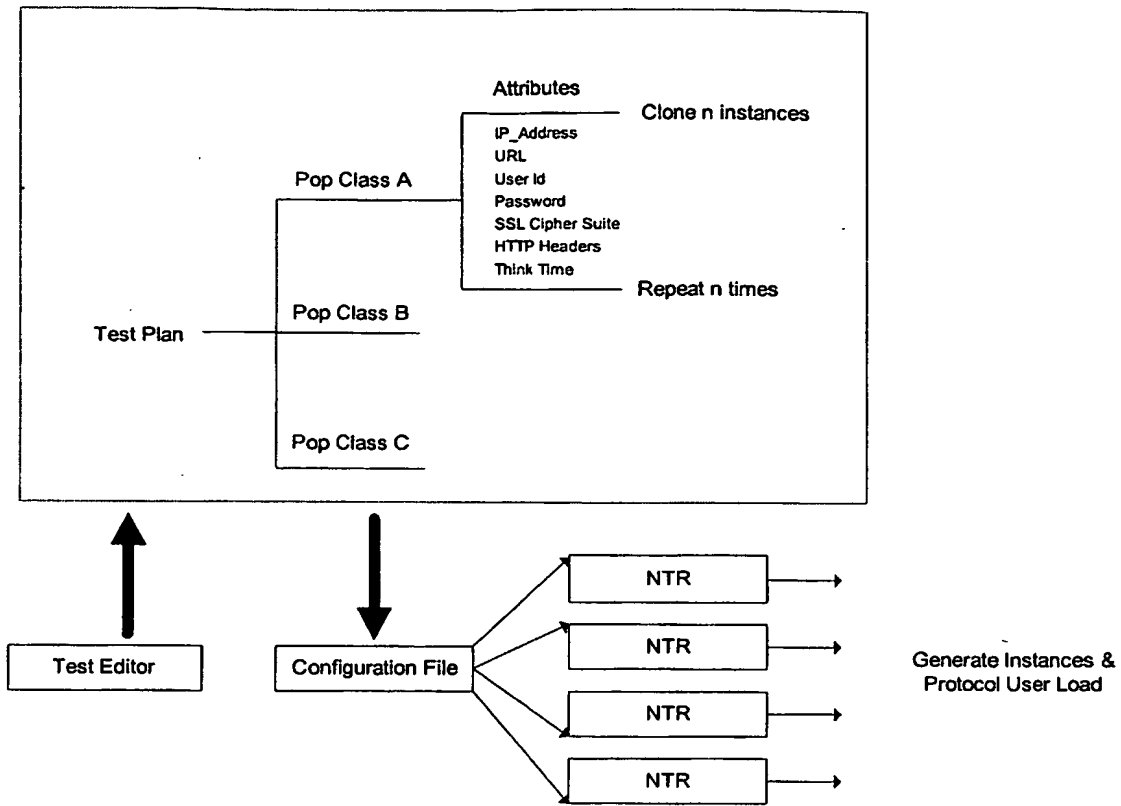 Attributes
Clone n instances
IP_Address
URL
User Id
Password
SSL Cipher Suite
HTTP Headers
Think Time
Repeat n times
Pop Class A
Pop Class B
Test Plan
Pop Class C
NTR
NTR
NTR
NTR
Test Editor
Configuration File
Generate Instances &
Protocol User Load